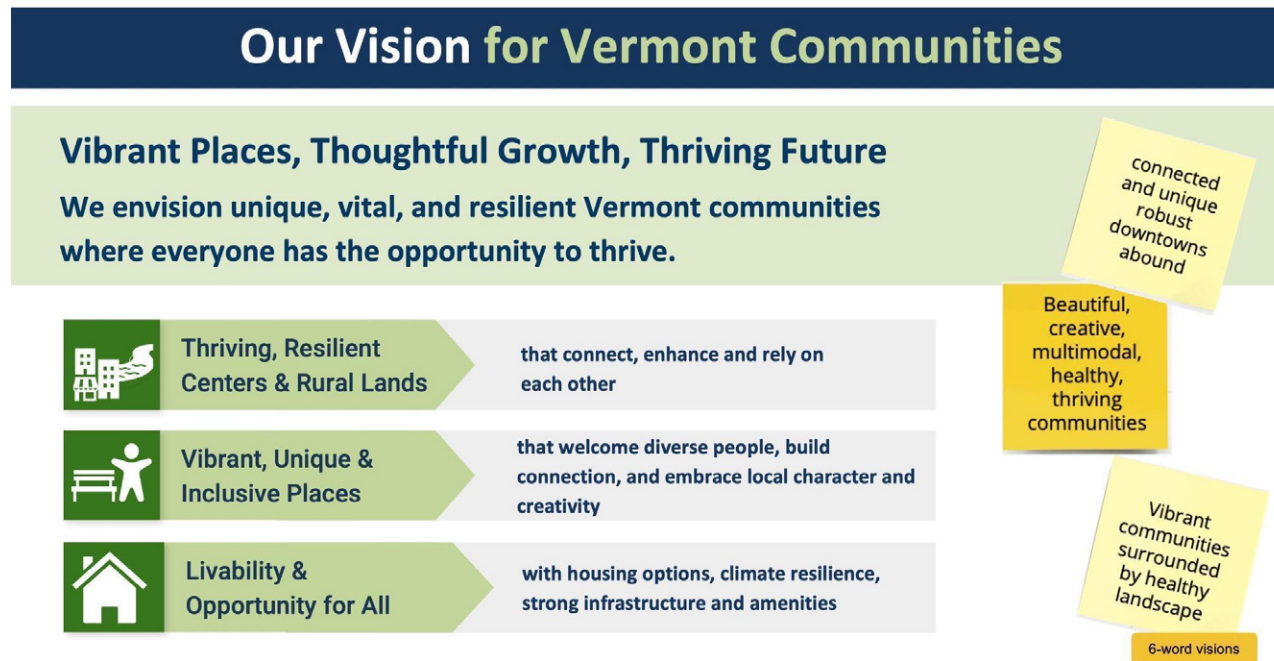 Our Vision for Vermont Communities
Vibrant Places, Thoughtful Growth, Thriving Future
We envision unique, vital, and resilient Vermont communities
where everyone has the opportunity to thrive.
Thriving, Resilient
Centers & Rural Lands
that connect, enhance and rely on
each other
Vibrant, Unique &
Inclusive Places
that welcome diverse people, build
connection, and embrace local character and
creativity
Livability &
Opportunity for All
with housing options, climate resilience,
strong infrastructure and amenities
connected
and unique
robust
downtowns
abound
Beautiful,
creative,
multimodal,
healthy,
thriving
communities
Vibrant
communities
surrounded
by healthy
landscape
6-word visions